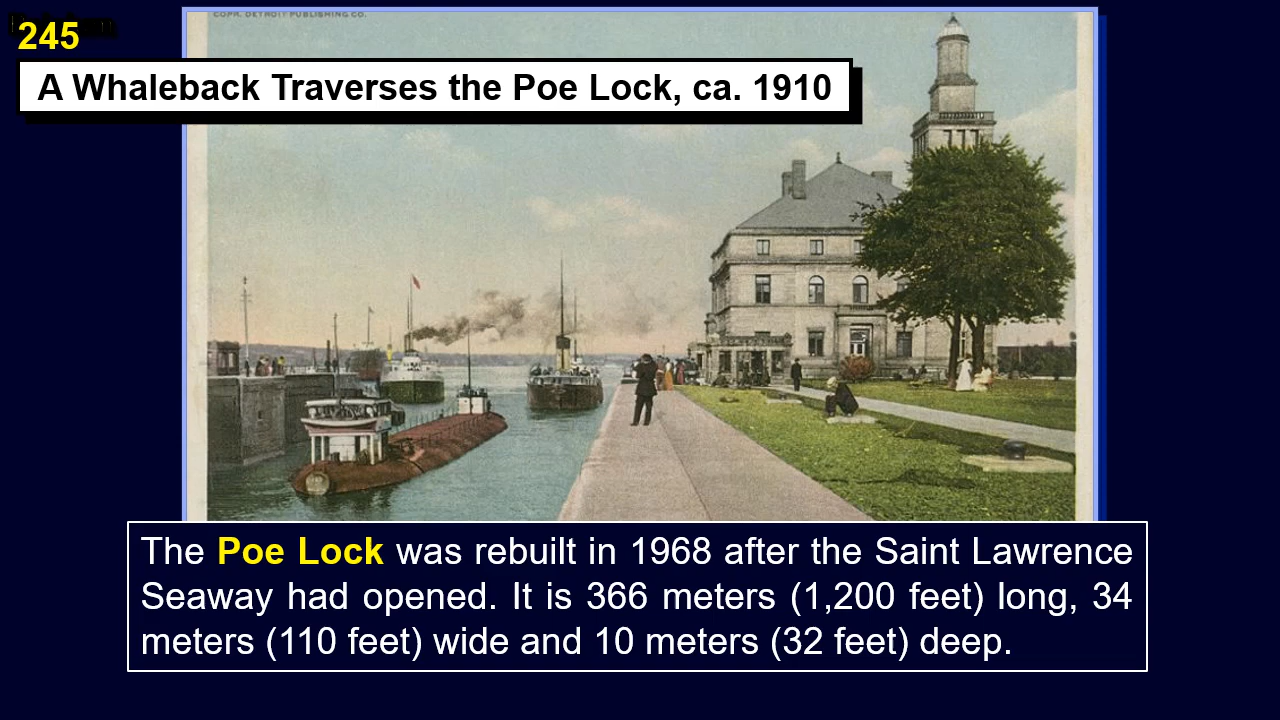 COPR. DETROIT PUBLISHING CO.
245
A Whaleback Traverses the Poe Lock, ca. 1910
The Poe Lock was rebuilt in 1968 after the Saint Lawrence
Seaway had opened. It is 366 meters (1,200 feet) long, 34
meters (110 feet) wide and 10 meters (32 feet) deep.